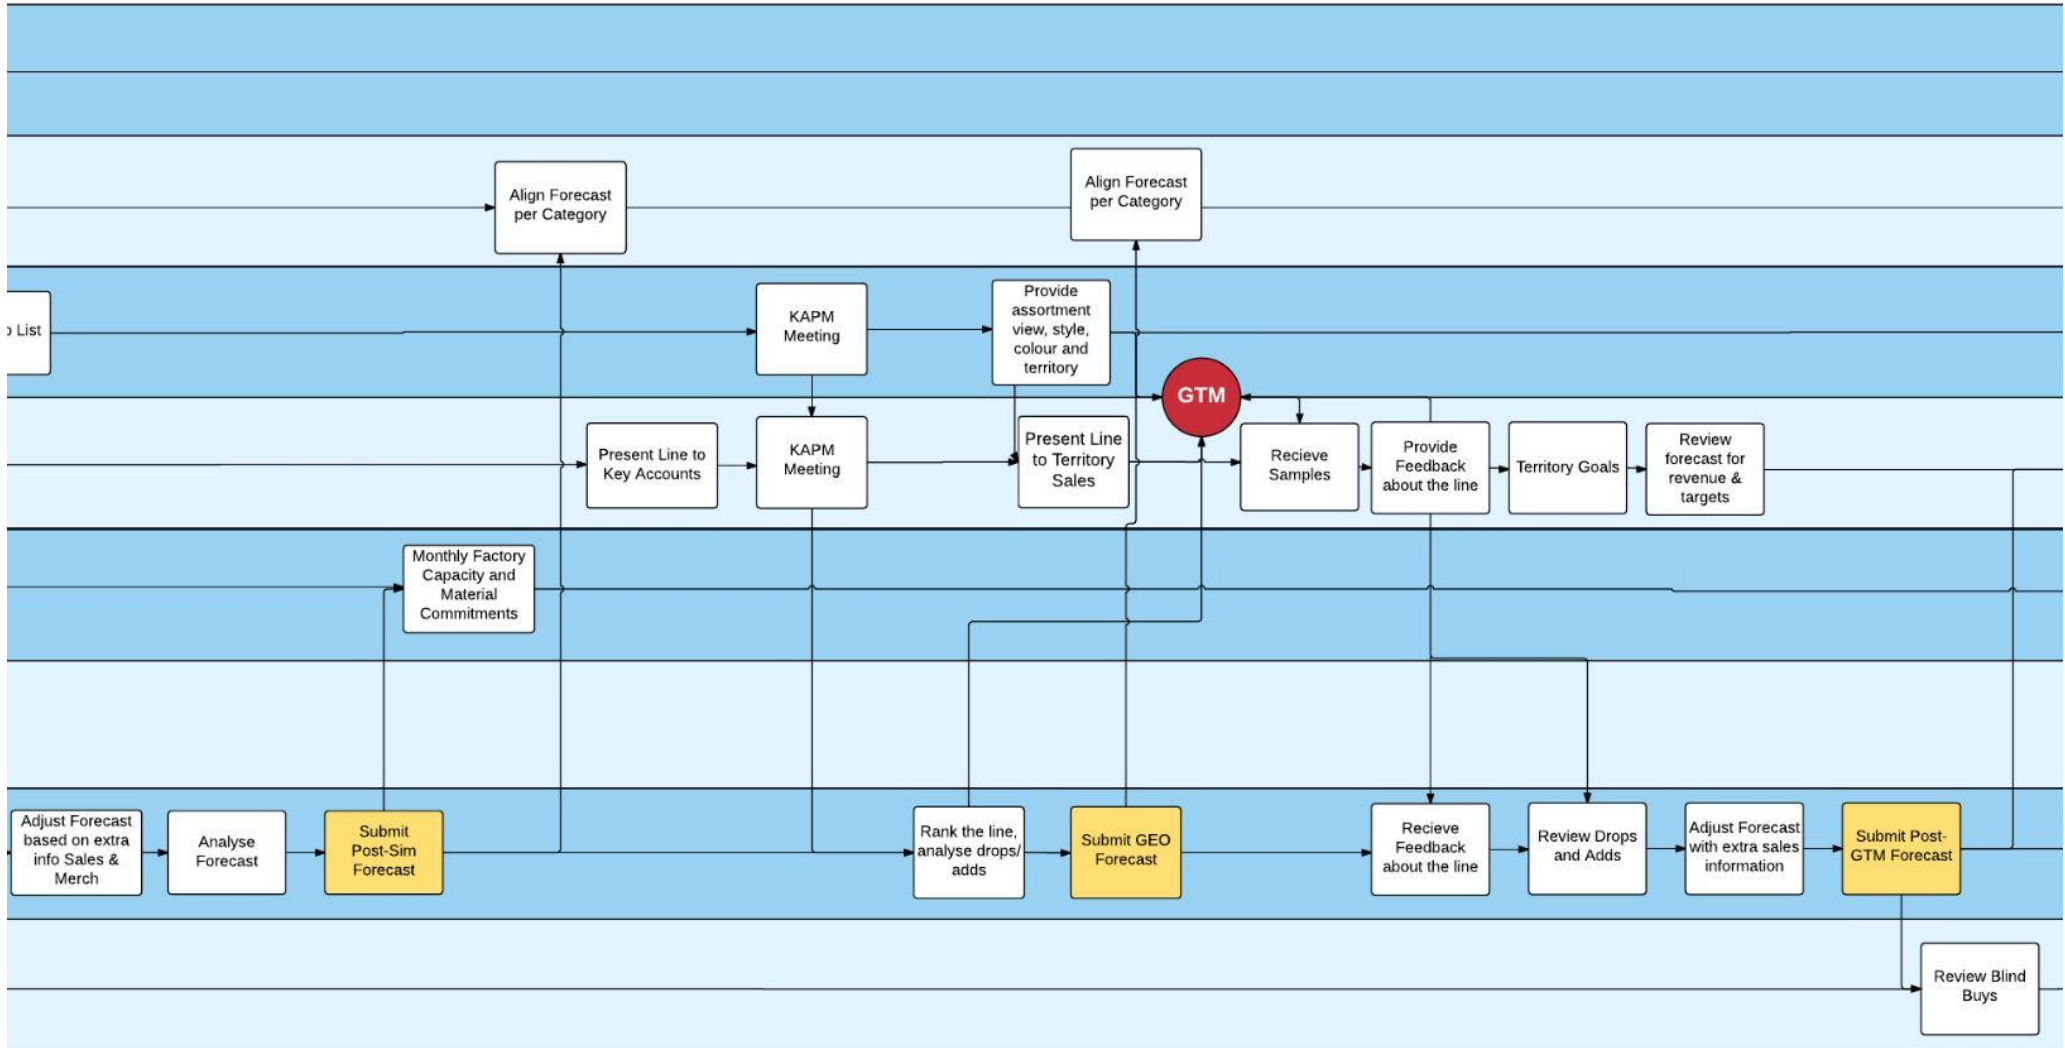 Align Forecast
per Category
Align Forecast
per Category
o List
KAPM
Meeting
Provide
assortment
view, style,
colour and
territory
GTM
Present Line to
Key Accounts
KAPM
Meeting
Present Line
to Territory
Sales
Recieve
Samples
Provide
Feedback
about the line
Territory Goals
Review
forecast for
revenue &
targets
Monthly Factory
Capacity and
Material
Commitments
Adjust Forecast
based on extra
info Sales &
Merch
Analyse
Forecast
Submit
Post-Sim
Forecast
Rank the line,
analyse drops/
adds
Submit GEO
Forecast
Recieve
Feedback
about the line
Review Drops
and Adds
Adjust Forecast
with extra sales
information
Submit Post-
GTM Forecast
Review Blind
Buys